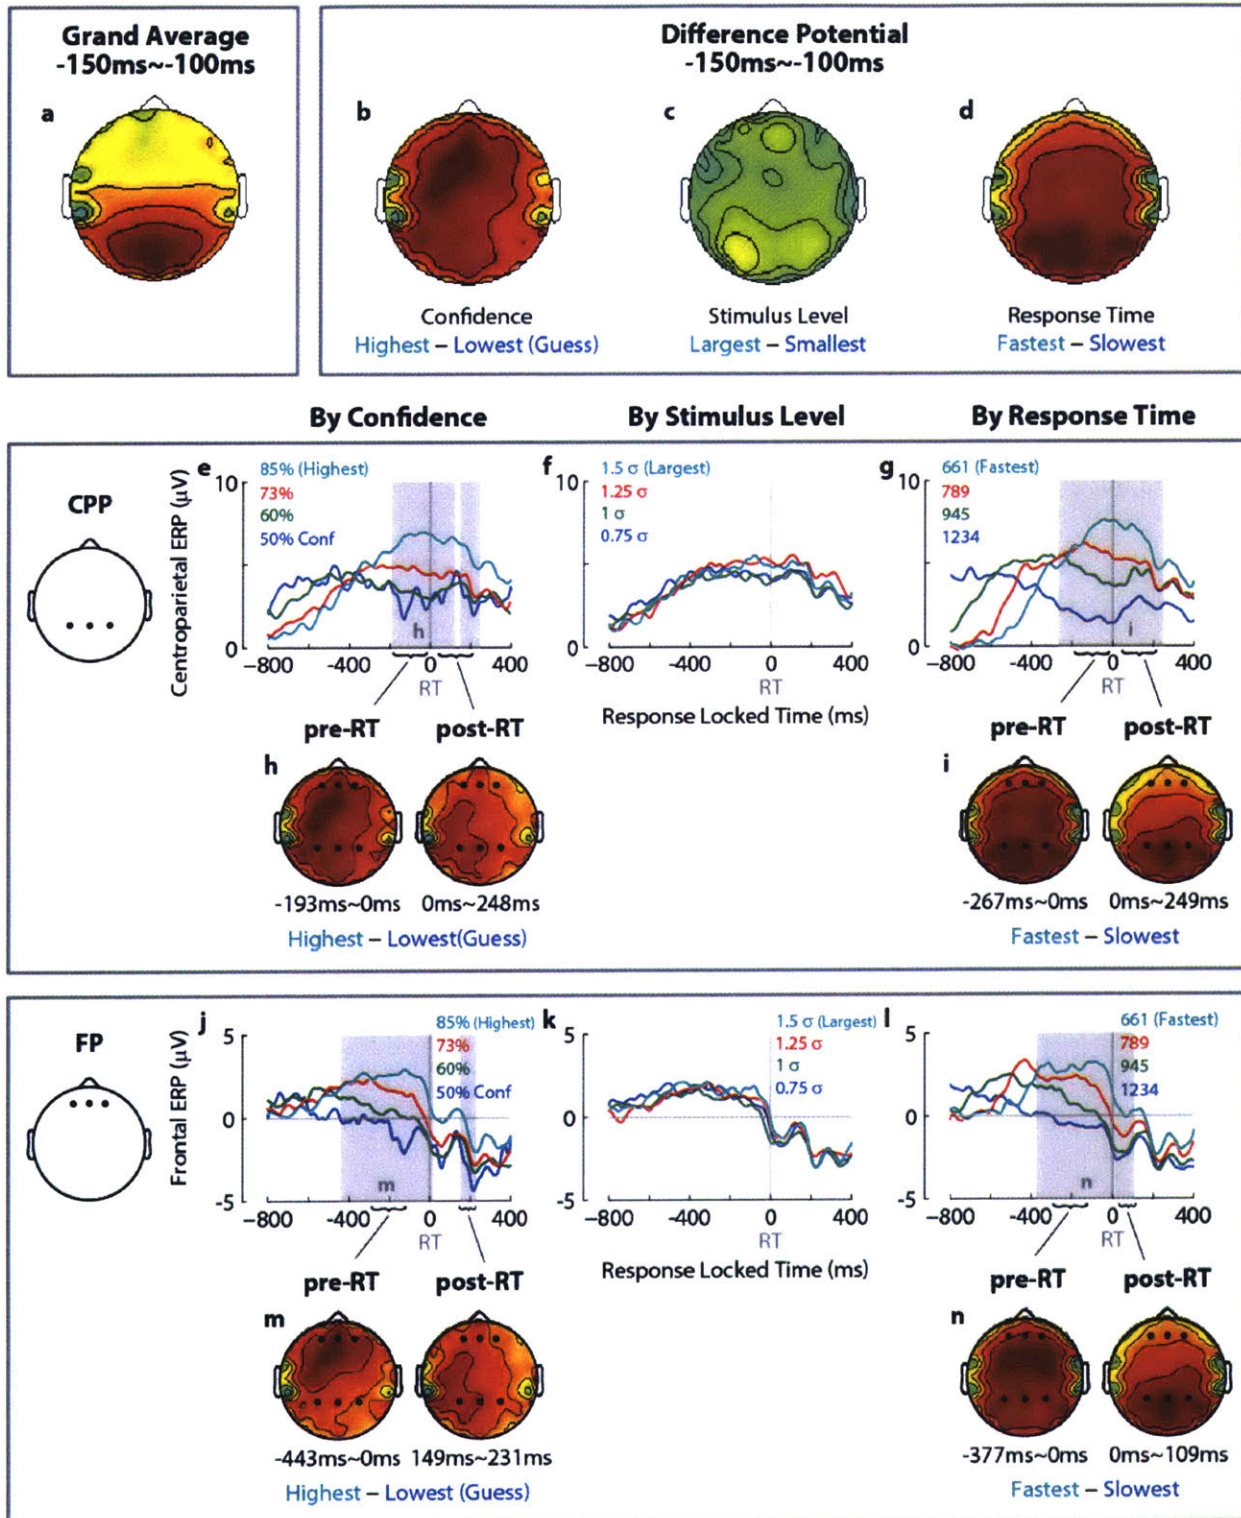 Grand Average
-150ms~-100ms
Difference Potential
-150ms~-100ms
a
b
c
d
Confidence
Highest – Lowest (Guess)
Stimulus Level
Largest – Smallest
Response Time
Fastest – Slowest
By Confidence
By Stimulus Level
By Response Time
CPP
Centroparietal ERP (μV)
e
10
0
85% (Highest)
73%
60%
50% Conf
h
−800 −400 0 400
RT
f
10
0
1.5 σ (Largest)
1.25 σ
1 σ
0.75 σ
−800 −400 0 400
RT
Response Locked Time (ms)
g
10
0
661 (Fastest)
789
945
1234
i
−800 -400 0 400
RT
pre-RT
post-RT
h
-193ms~0ms
0ms~248ms
Highest – Lowest(Guess)
pre-RT
post-RT
i
-267ms~0ms
0ms~249ms
Fastest – Slowest
FP
Frontal ERP (μV)
j
5
0
-5
85% (Highest)
73%
60%
50% Conf
m
−800 -400 0 400
RT
k
5
0
-5
1.5 σ (Largest)
1.25 σ
1 σ
0.75 σ
−800 −400 0 400
RT
Response Locked Time (ms)
l
5
0
-5
661 (Fastest)
789
945
1234
n
−800 -400 0 400
RT
pre-RT
post-RT
m
-443ms~0ms
149ms~231ms
Highest – Lowest (Guess)
pre-RT
post-RT
n
-377ms~0ms
0ms~109ms
Fastest – Slowest